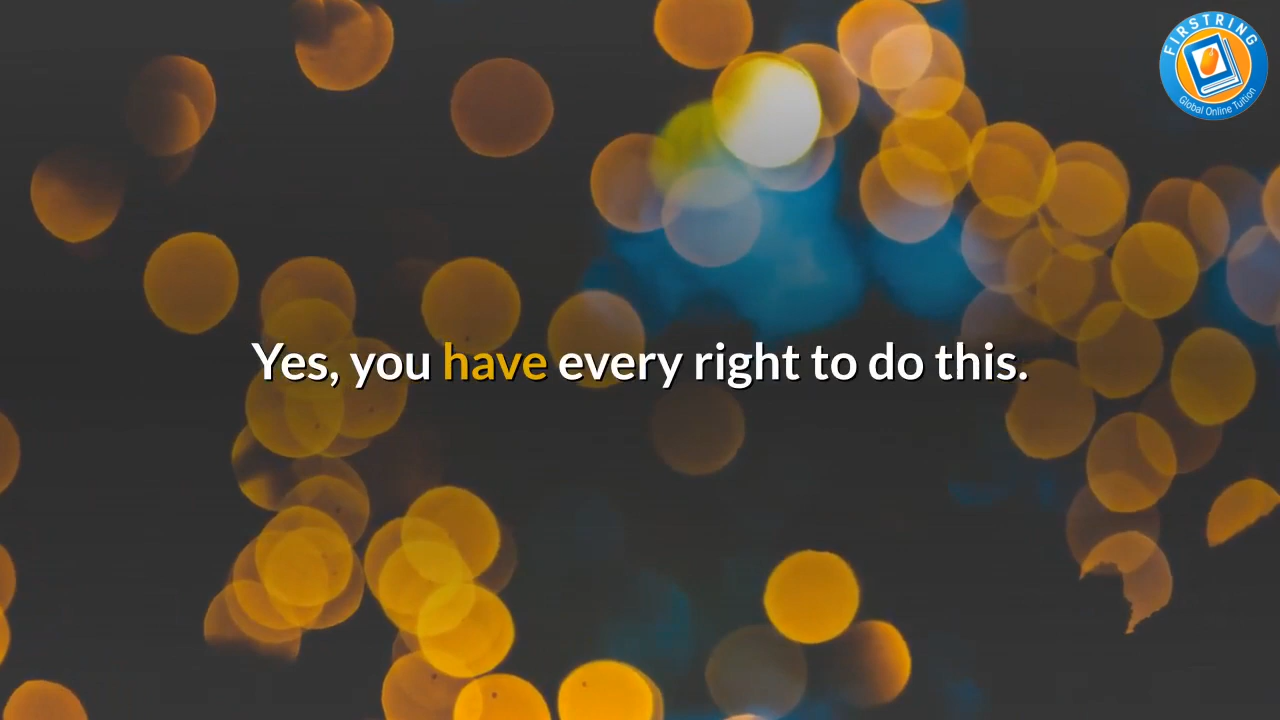 FIRSTRING
Global Online Tuition
Yes, you have every right to do this.